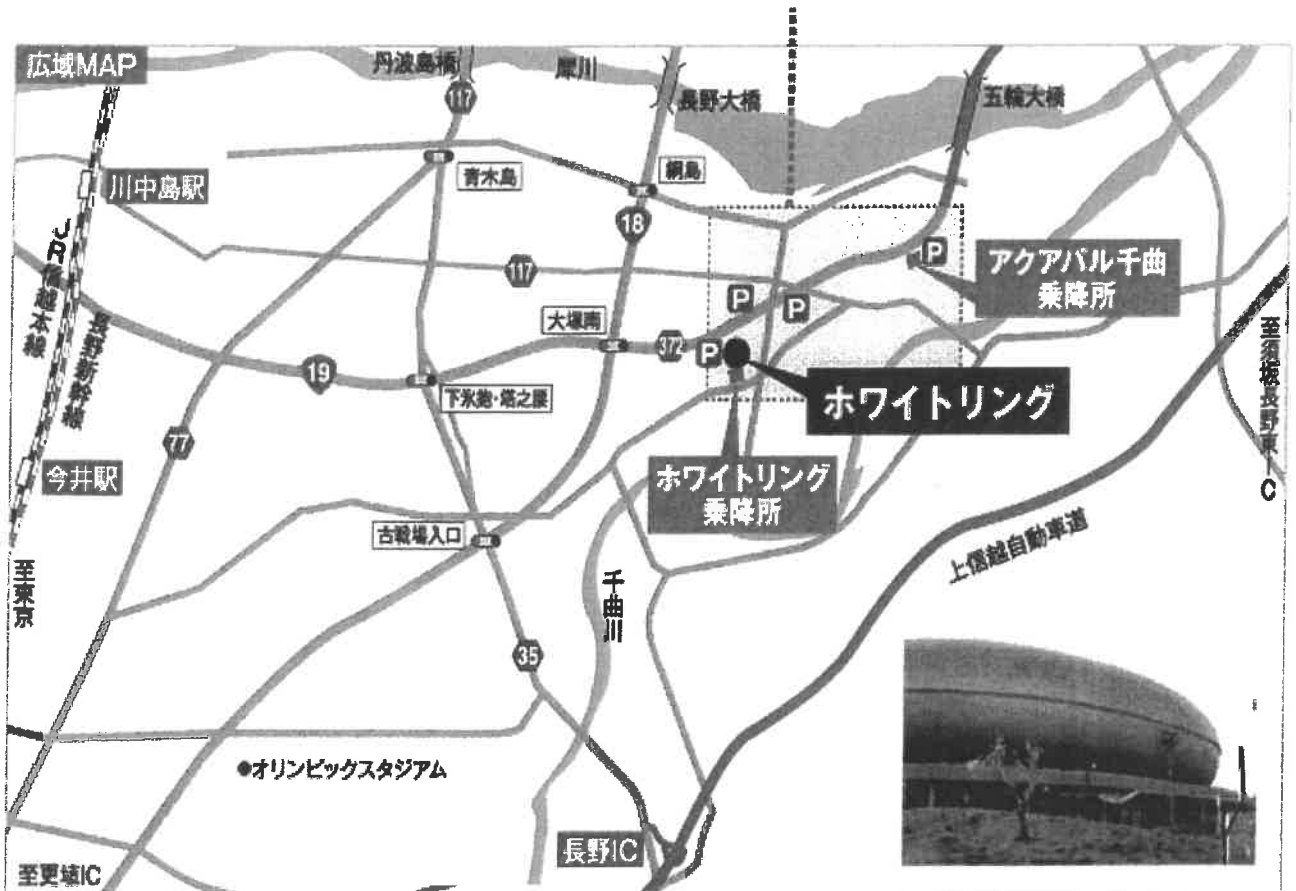 広域MAP
丹波島橋
犀川
長野大橋
五輪大橋
117
青木島
綱島
川中島駅
18
JR信越本線
長野新幹線
117
P
アクアパル千曲
乗降所
P
P
大塚南
372
P
至須坂長野東IC
19
下氷鉋・塔之腰
ホワイトリング
77
今井駅
ホワイトリング
乗降所
古戦場入口
上信越自動車道
至東京
千曲川
35
●オリンピックスタジアム
長野IC
至更埴IC